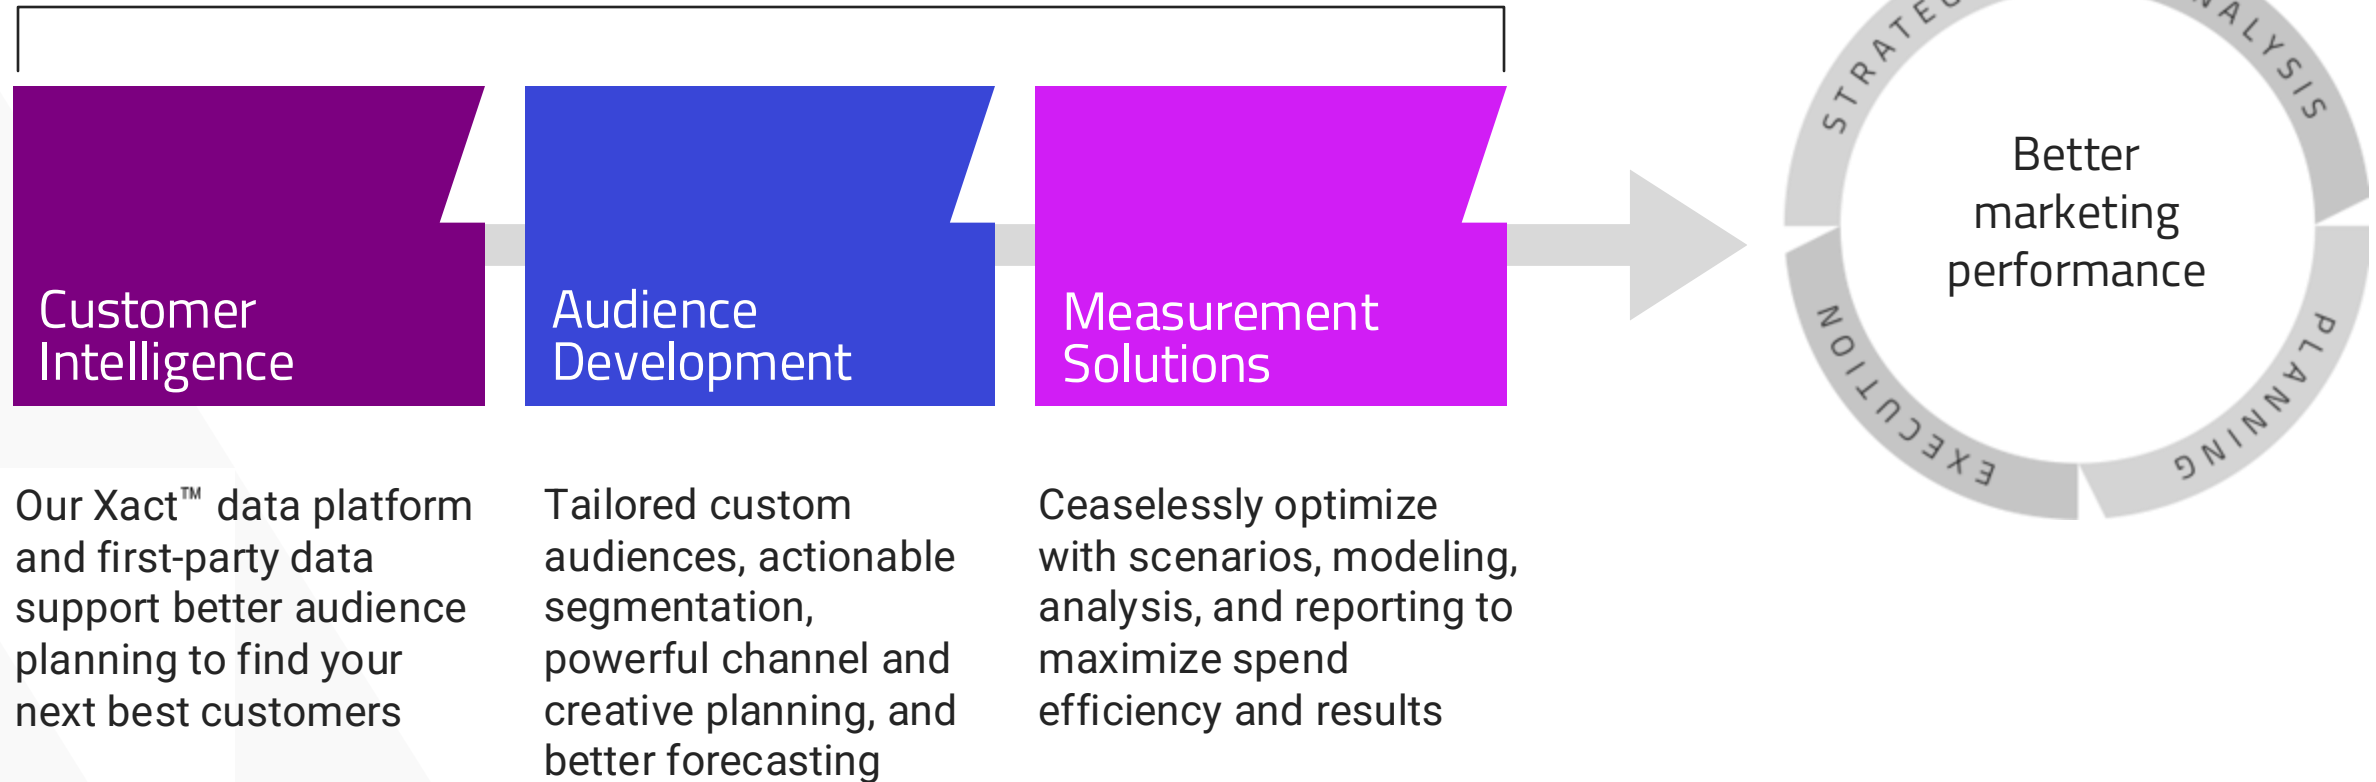 Customer
Intelligence
Audience
Development
Measurement
Solutions
Our Xact™ data platform
and first-party data
support better audience
planning to find your
next best customers
Tailored custom
audiences, actionable
segmentation,
powerful channel and
creative planning, and
better forecasting
Ceaselessly optimize
with scenarios, modeling,
analysis, and reporting to
maximize spend
efficiency and results
Better
marketing
performance
PLANNING
EXECUTION